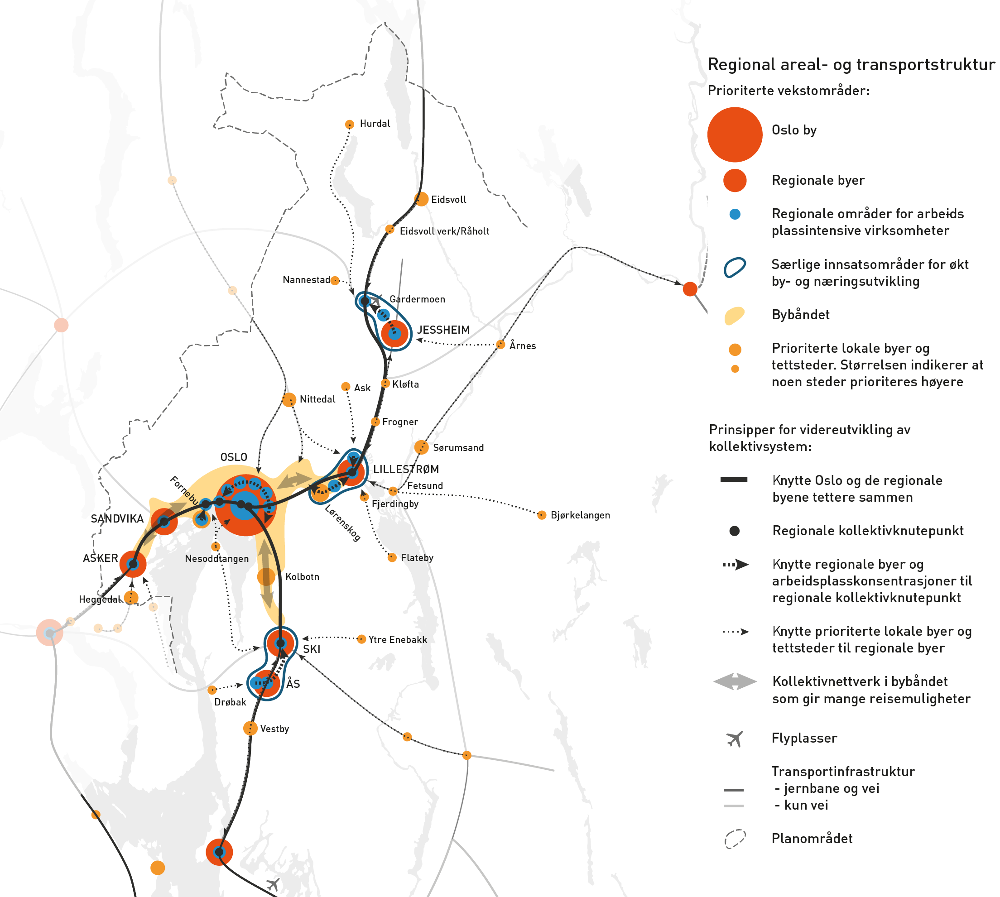 Regional areal- og transportstruktur
Prioriterte vekstområder:
Oslo by
Regionale byer
Regionale områder for arbeids-
plassintensive virksomheter
Særlige innsatsområder for økt
by- og næringsutvikling
Bybåndet
Prioriterte lokale byer og
tettsteder. Størrelsen indikerer at
noen steder prioriteres høyere
Prinsipper for videreutvikling av
kollektivsystem:
Knytte Oslo og de regionale
byene tettere sammen
Regionale kollektivknutepunkt
Knytte regionale byer og
arbeidsplasskonsentrasjoner til
regionale kollektivknutepunkt
Knytte prioriterte lokale byer og
tettsteder til regionale byer
Kollektivnettverk i bybåndet
som gir mange reisemuligheter
Flyplasser
Transportinfrastruktur
- jernbane og vei
- kun vei
Planområdet
Hurdal
Eidsvoll
Eidsvoll verk/Råholt
Nannestad
Gardermoen
JESSHEIM
Årnes
Kløfta
Ask
Nittedal
Frogner
Sørumsand
OSLO
LILLESTRØM
Fornebu
Fetsund
Fjerdingby
Bjørkelangen
Lørenskog
SANDVIKA
ASKER
Nesoddtangen
Flateby
Kolbotn
Heggedal
Ytre Enebakk
SKI
ÅS
Drøbak
Vestby